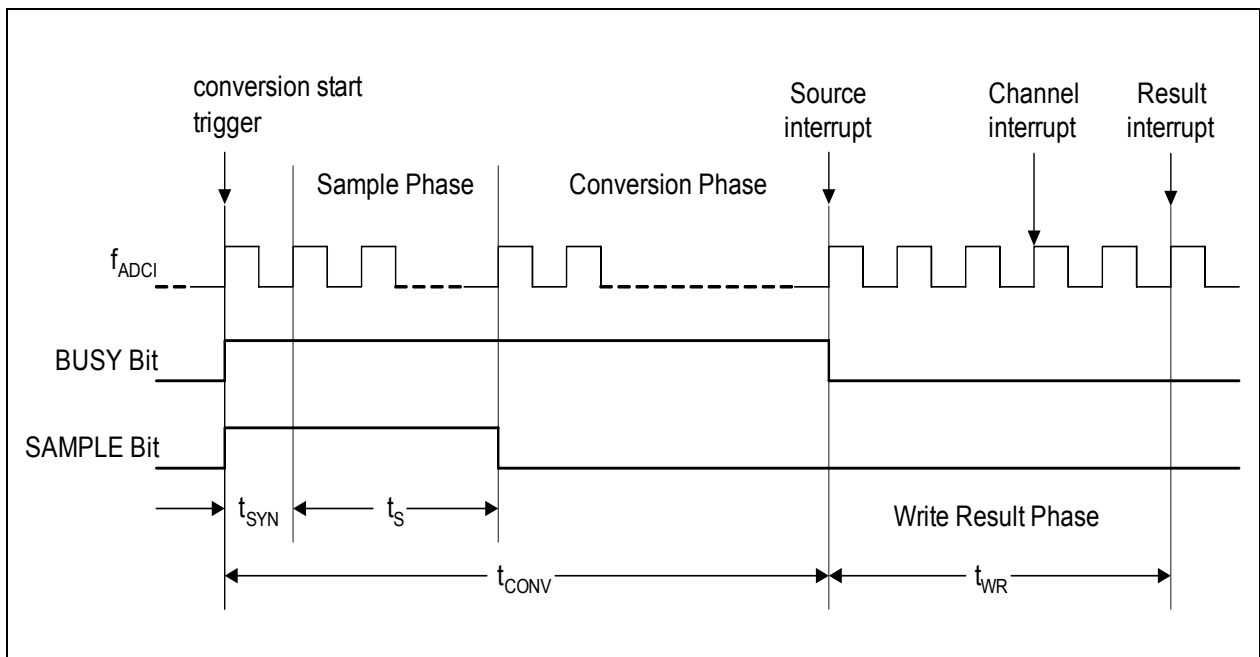 conversion start
trigger
Source
interrupt
Channel
interrupt
Result
interrupt
Sample Phase
Conversion Phase
fADCI
BUSY Bit
SAMPLE Bit
tSYN
tS
Write Result Phase
tCONV
tWR